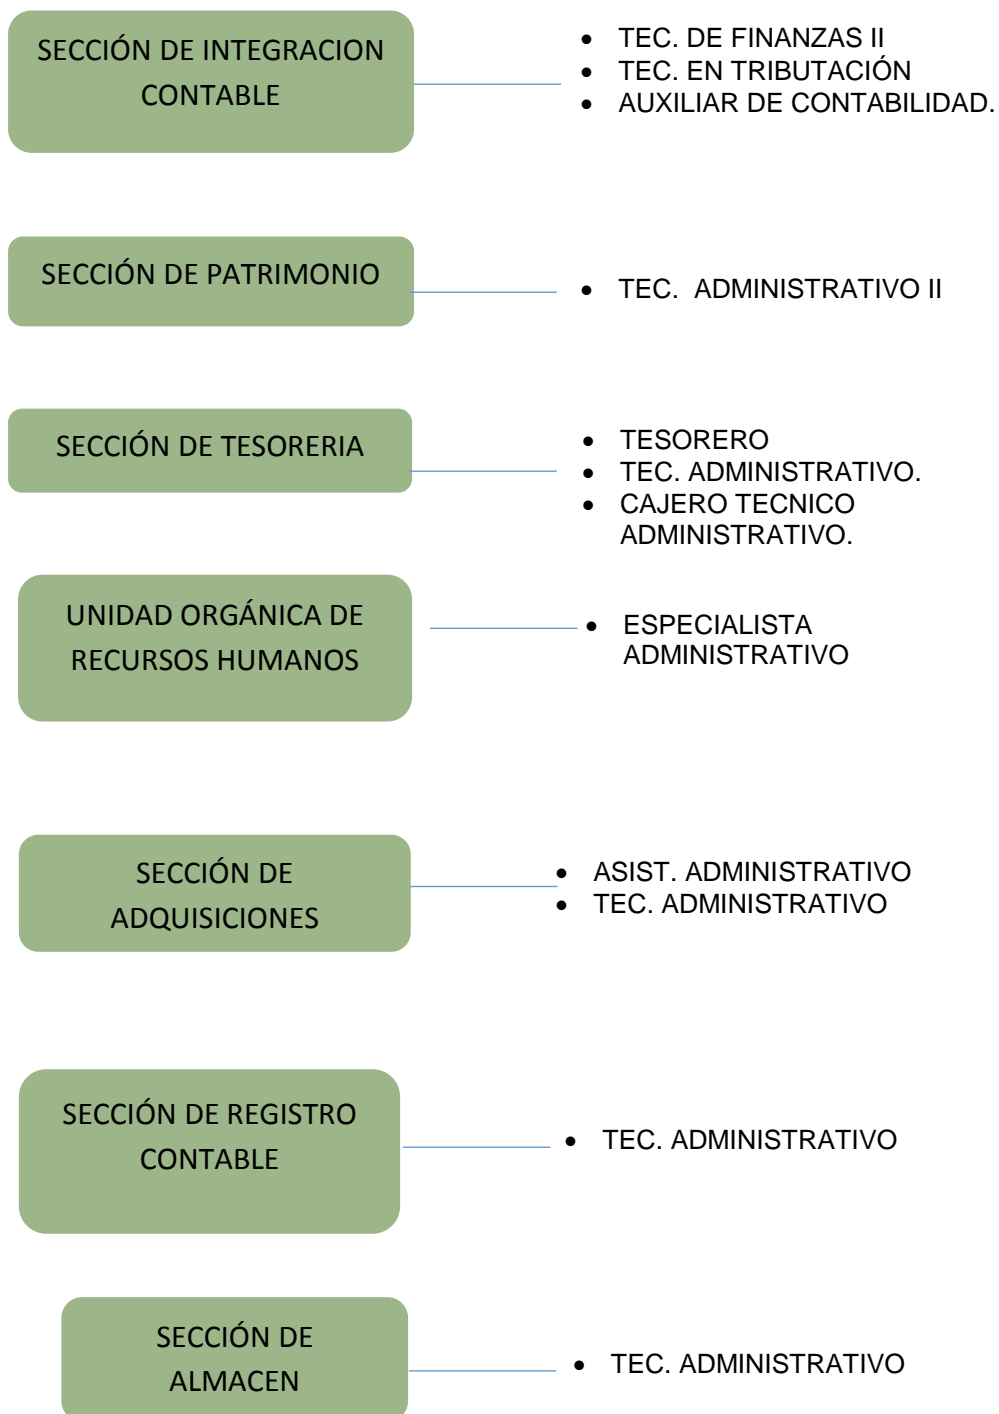 SECCIÓN DE INTEGRACION
CONTABLE
• TEC. DE FINANZAS II
• TEC. EN TRIBUTACIÓN
• AUXILIAR DE CONTABILIDAD.
SECCIÓN DE PATRIMONIO
• TEC. ADMINISTRATIVO II
SECCIÓN DE TESORERIA
• TESORERO
• TEC. ADMINISTRATIVO.
• CAJERO TECNICO
ADMINISTRATIVO.
UNIDAD ORGÁNICA DE
RECURSOS HUMANOS
• ESPECIALISTA
ADMINISTRATIVO
SECCIÓN DE
ADQUISICIONES
• ASIST. ADMINISTRATIVO
• TEC. ADMINISTRATIVO
SECCIÓN DE REGISTRO
CONTABLE
• TEC. ADMINISTRATIVO
SECCIÓN DE
ALMACEN
• TEC. ADMINISTRATIVO